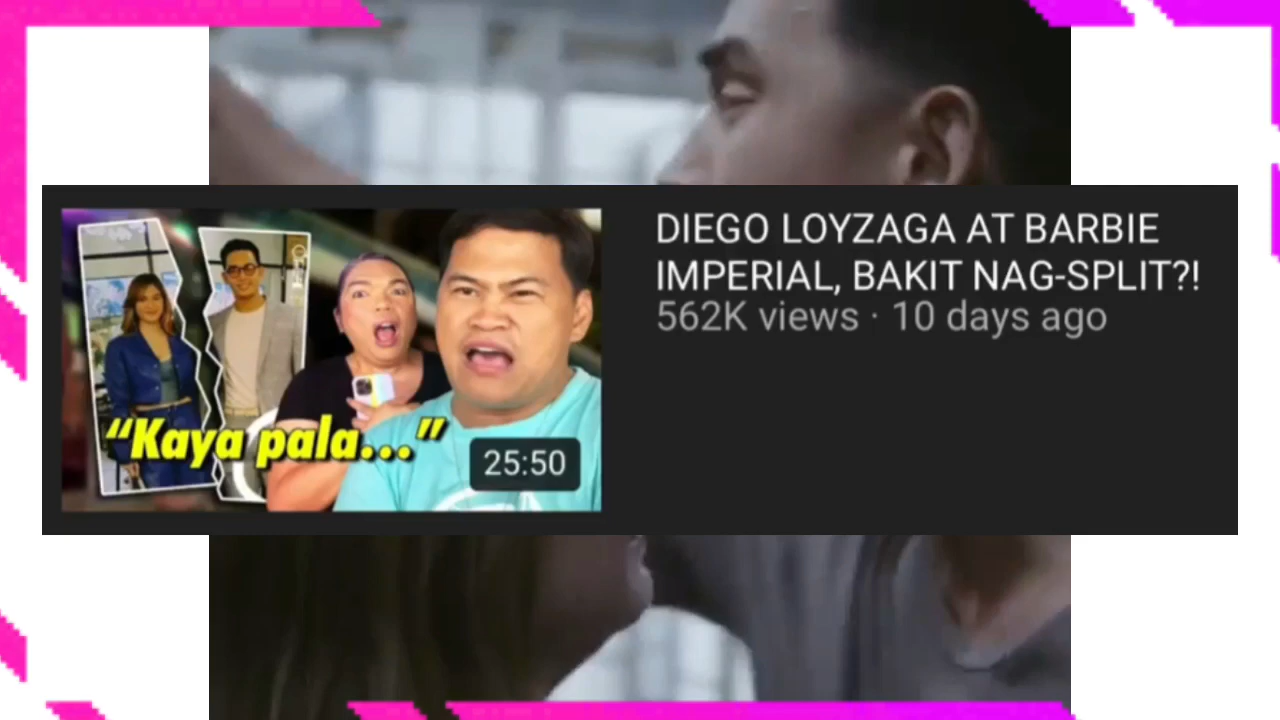 DIEGO LOYZAGA AT BARBIE
IMPERIAL, BAKIT NAG-SPLIT?!
562K views · 10 days ago
“Kaya pala...”
25:50